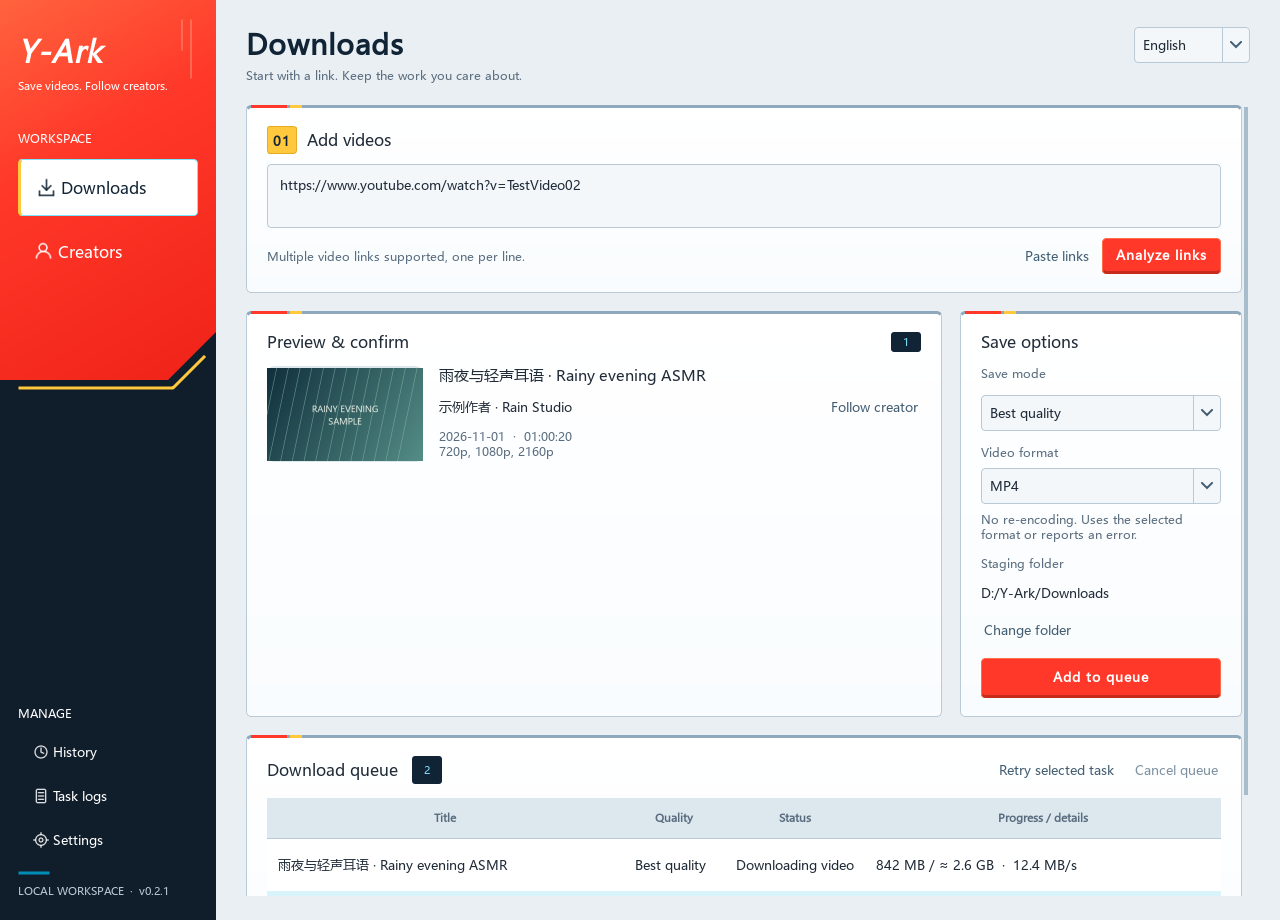 Y-Ark
Save videos. Follow creators.
WORKSPACE
Downloads
Creators
MANAGE
History
Task logs
Settings
LOCAL WORKSPACE · v0.2.1
Downloads
Start with a link. Keep the work you care about.
English
01 Add videos
https://www.youtube.com/watch?v=TestVideo02
Multiple video links supported, one per line.
Paste links
Analyze links
Preview & confirm
1
RAINY EVENING
SAMPLE
雨夜与轻声耳语 · Rainy evening ASMR
示例作者 · Rain Studio
Follow creator
2026-11-01 · 01:00:20
720p, 1080p, 2160p
Save options
Save mode
Best quality
Video format
MP4
No re-encoding. Uses the selected
format or reports an error.
Staging folder
D:/Y-Ark/Downloads
Change folder
Add to queue
Download queue 2
Retry selected task
Cancel queue
Title Quality Status Progress / details
雨夜与轻声耳语 · Rainy evening ASMR Best quality Downloading video 842 MB / ≈ 2.6 GB · 12.4 MB/s